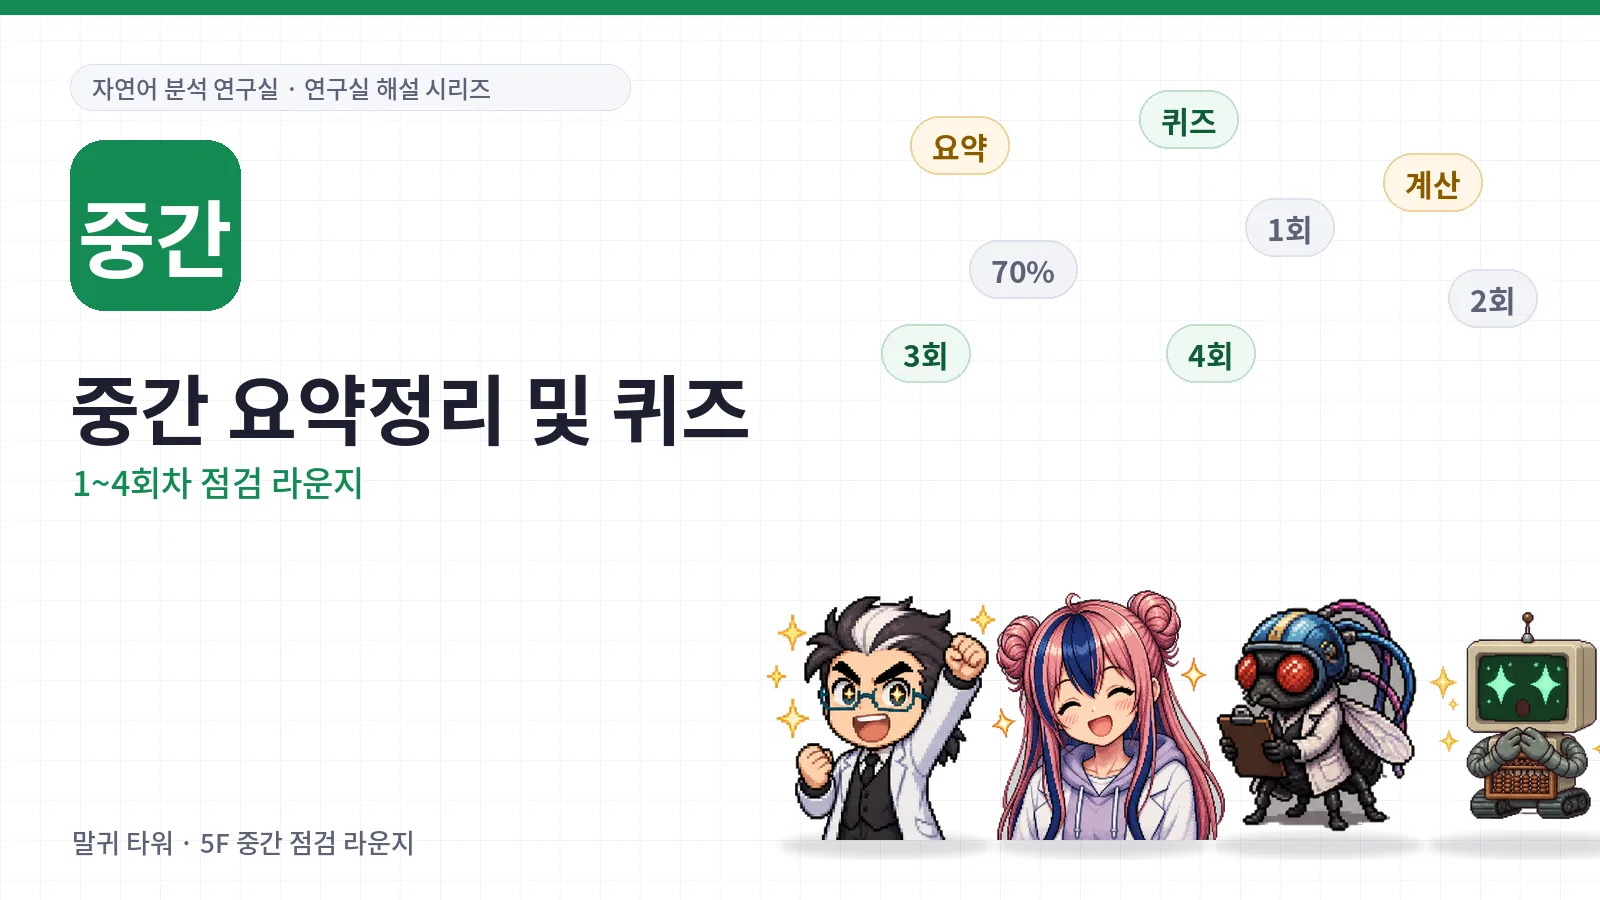 자연어 분석 연구실 · 연구실 해설 시리즈
중간
중간 요약정리 및 퀴즈
1~4회차 점검 라운지
요약
퀴즈
계산
1회
70%
2회
3회
4회
말귀 타워 · 5F 중간 점검 라운지